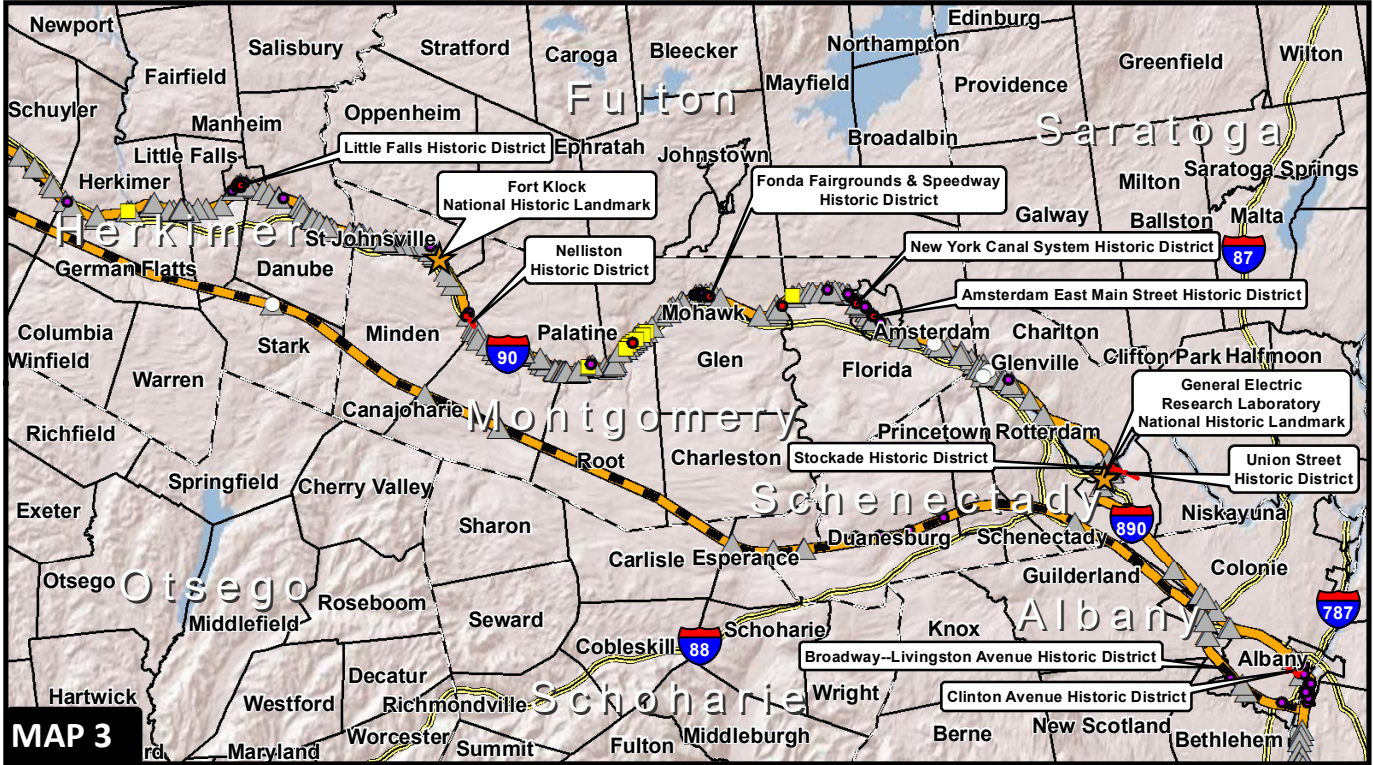 Newport
Salisbury
Stratford
Caroga
Bleecker
Northampton
Edinburg
Wilton
Fairfield
Mayfield
Providence
Greenfield
Fulton
Schuyler
Manheim
Oppenheim
Broadalbin
Saratoga
Little Falls
Little Falls Historic District
Ephratah
Johnstown
Saratoga Springs
Herkimer
Fort Klock
National Historic Landmark
Fonda Fairgrounds & Speedway
Historic District
Milton
Galway
Ballston
Malta
Herkimer
St Johnsville
Nelliston
Historic District
New York Canal System Historic District
87
German Flatts
Danube
Amsterdam East Main Street Historic District
Columbia
Minden
Palatine
Mohawk
Amsterdam
Charlton
Winfield
Stark
90
Glen
Florida
Glenville
Clifton Park
Halfmoon
Warren
Canajoharie
Montgomery
General Electric
Research Laboratory
National Historic Landmark
Richfield
Root
Charleston
Princetown
Rotterdam
Stockade Historic District
Union Street
Historic District
Springfield
Cherry Valley
Schenectady
Exeter
Sharon
890
Niskayuna
Duanesburg
Schenectady
Carlisle
Esperance
Otsego
Otsego
Roseboom
Guilderland
Colonie
Middlefield
Seward
Albany
787
Cobleskill
88
Schoharie
Knox
Broadway--Livingston Avenue Historic District
Albany
Decatur
Hartwick
Westford
Richmondville
Schoharie
Wright
Clinton Avenue Historic District
New Scotland
MAP 3
rd
Maryland
Worcester
Summit
Fulton
Middleburgh
Berne
Bethlehem